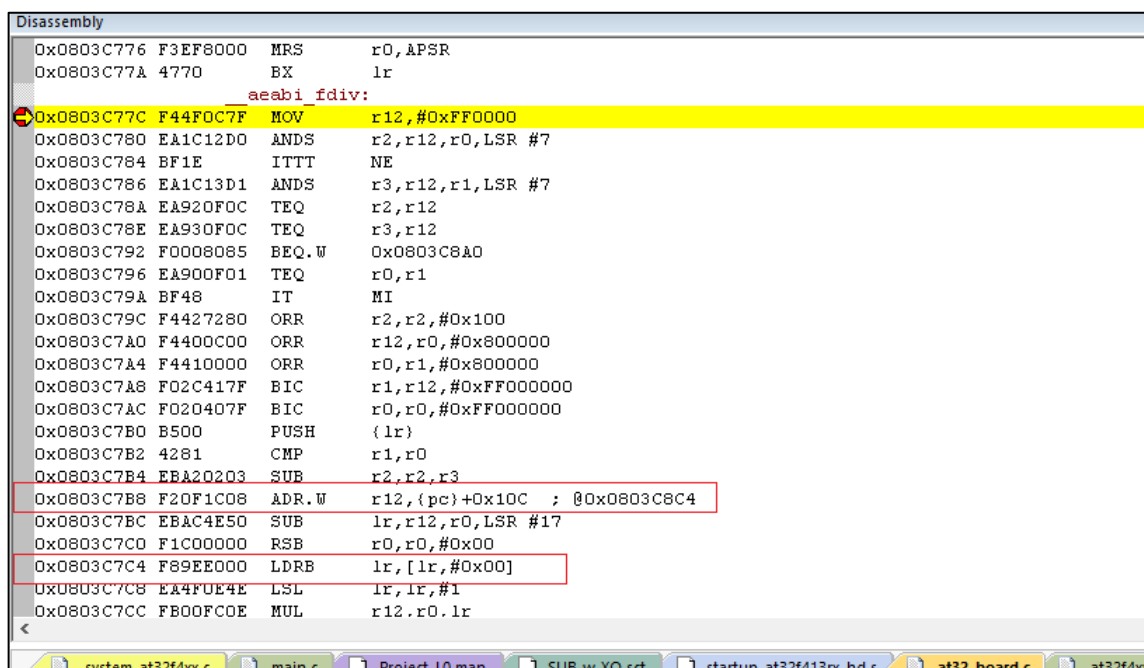 Disassembly
0x0803C776 F3EF8000 MRS r0,APSR
0x0803C77A 4770 BX lr
__aeabi_fdiv:
0x0803C77C F44F0C7F MOV r12,#0xFF0000
0x0803C780 EA1C12D0 ANDS r2,r12,r0,LSR #7
0x0803C784 BF1E ITTT NE
0x0803C786 EA1C13D1 ANDS r3,r12,r1,LSR #7
0x0803C78A EA920F0C TEQ r2,r12
0x0803C78E EA930F0C TEQ r3,r12
0x0803C792 F0008085 BEQ.W 0x0803C8A0
0x0803C796 EA900F01 TEQ r0,r1
0x0803C79A BF48 IT MI
0x0803C79C F4427280 ORR r2,r2,#0x100
0x0803C7A0 F4400C00 ORR r12,r0,#0x800000
0x0803C7A4 F4410000 ORR r0,r1,#0x800000
0x0803C7A8 F02C417F BIC r1,r12,#0xFF000000
0x0803C7AC F020407F BIC r0,r0,#0xFF000000
0x0803C7B0 B500 PUSH {lr}
0x0803C7B2 4281 CMP r1,r0
0x0803C7B4 EBA20203 SUB r2,r2,r3
0x0803C7B8 F20F1C08 ADR.W r12,{pc}+0x10C ; @0x0803C8C4
0x0803C7BC EBAC4E50 SUB lr,r12,r0,LSR #17
0x0803C7C0 F1C00000 RSB r0,r0,#0x00
0x0803C7C4 F89EE000 LDRB lr,[lr,#0x00]
0x0803C7C8 EA4F0E4E LSL lr,lr,#1
0x0803C7CC FB00FC0E MUL r12,r0,lr
system_at32f4xx.c main.c Project_L0.map SUB_w_XO.sct startup_at32f413rx_hd.s at32_board.c at32f4x